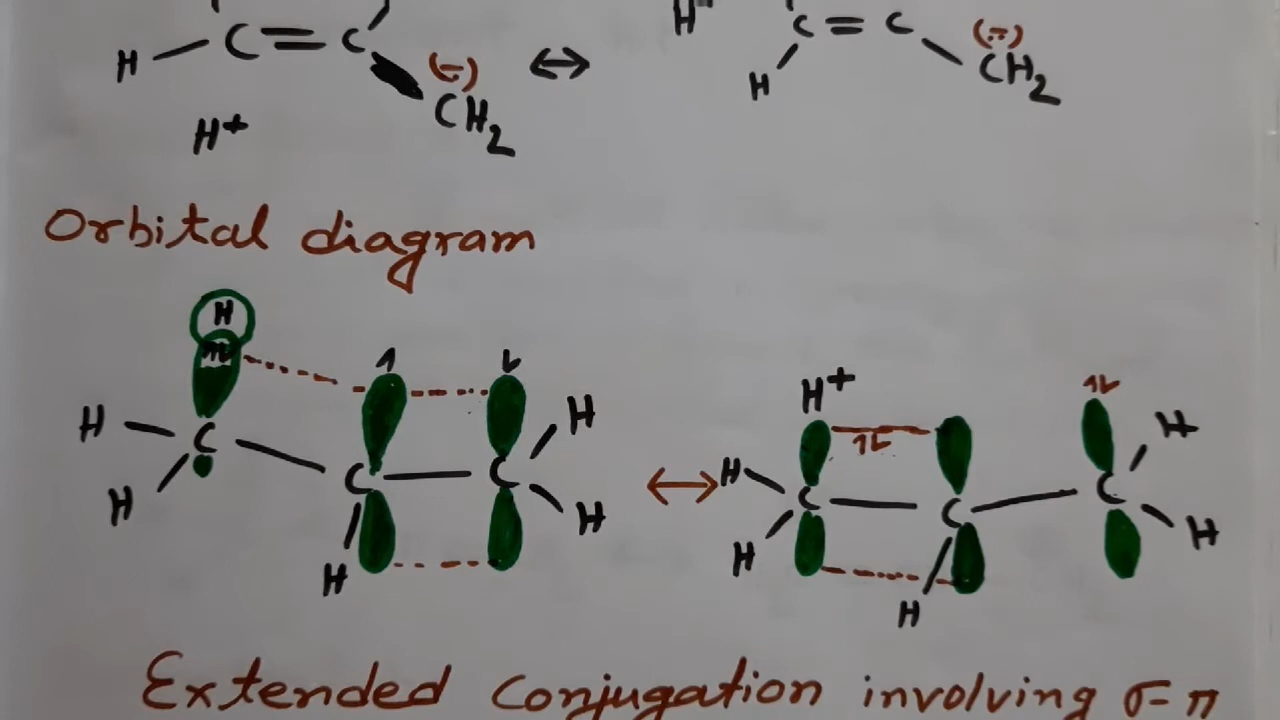 H C = C (-) CH2 ↔ H C = C (-) CH2
H
H+
Orbital diagram
H
H C C C H H
H H
↔
H+
H C C C H
H H H
Extended Conjugation involving σ-π